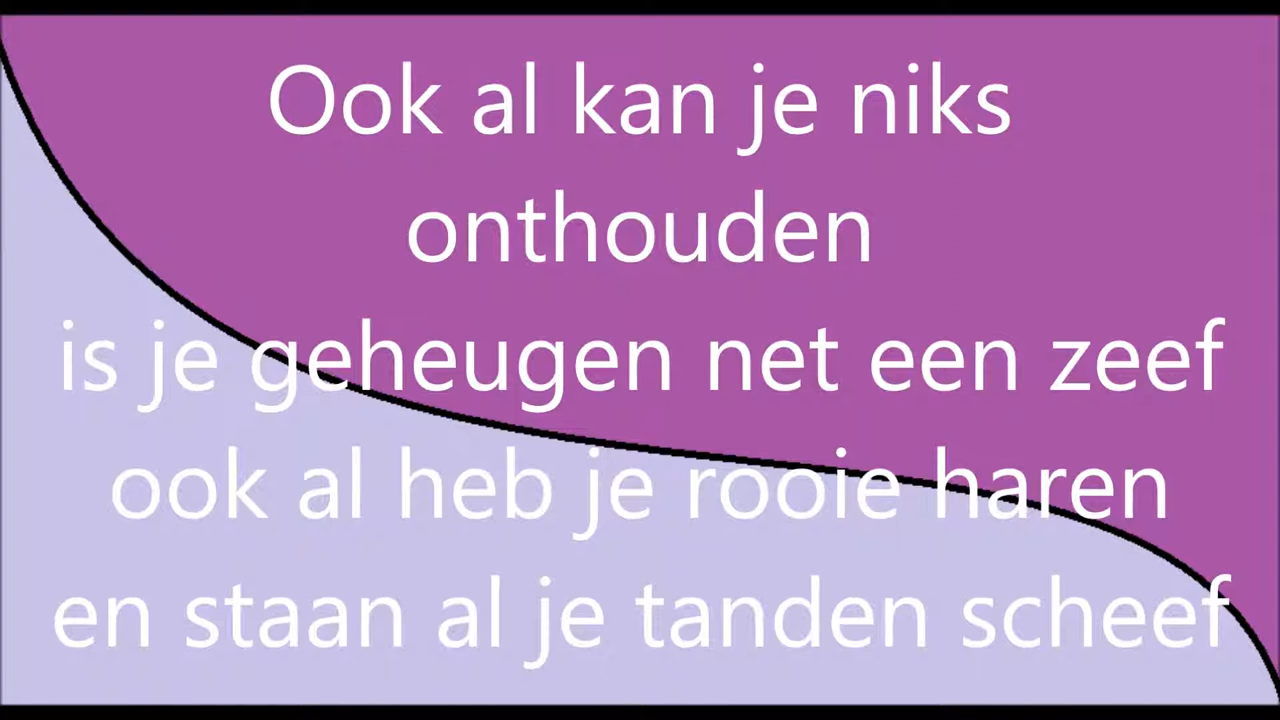 Ook al kan je niks
onthouden
is je geheugen net een zeef
ook al heb je rooie haren
en staan al je tanden scheef